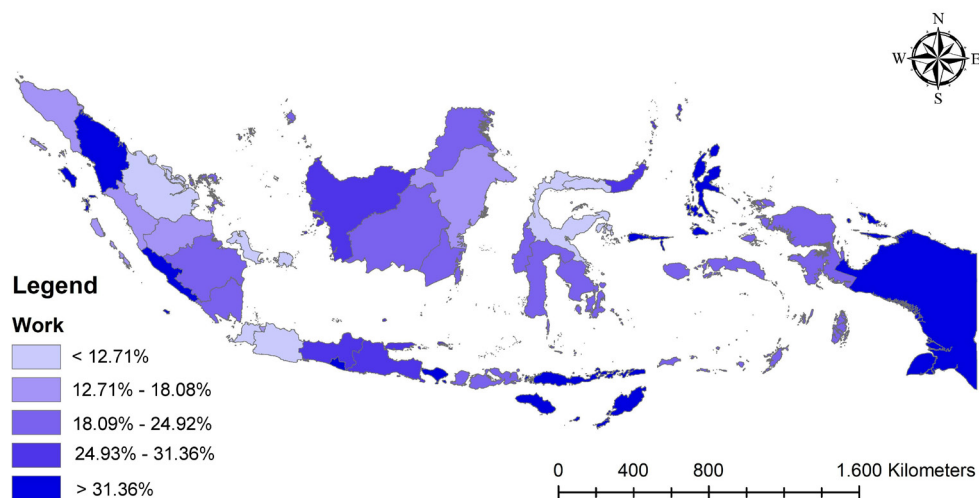 N
W E
S
Legend
Work
< 12.71%
12.71% - 18.08%
18.09% - 24.92%
24.93% - 31.36%
> 31.36%
0 400 800 1.600 Kilometers